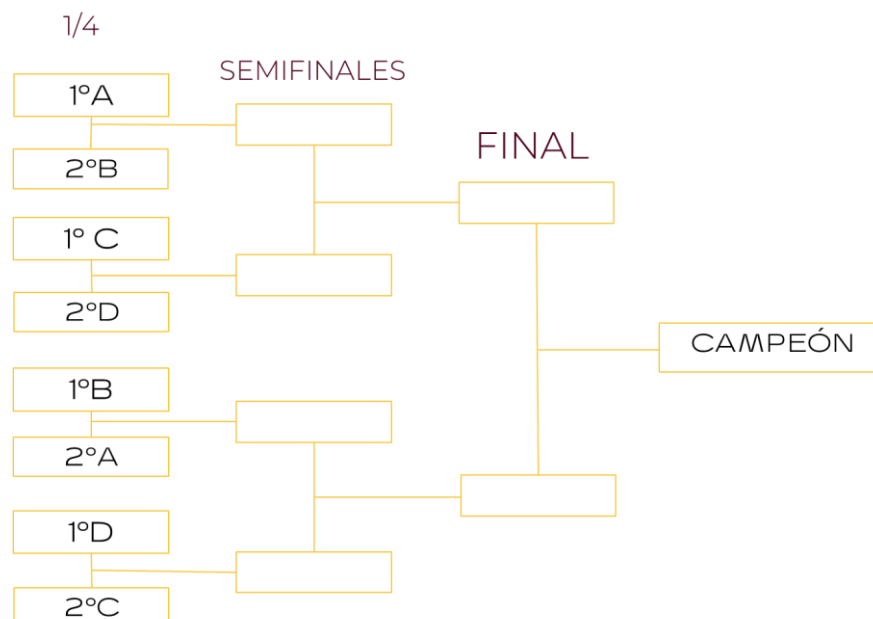 1/4
SEMIFINALES
FINAL
1ºA
2ºB
1º C
2ºD
CAMPEÓN
1ºB
2ºA
1ºD
2ºC